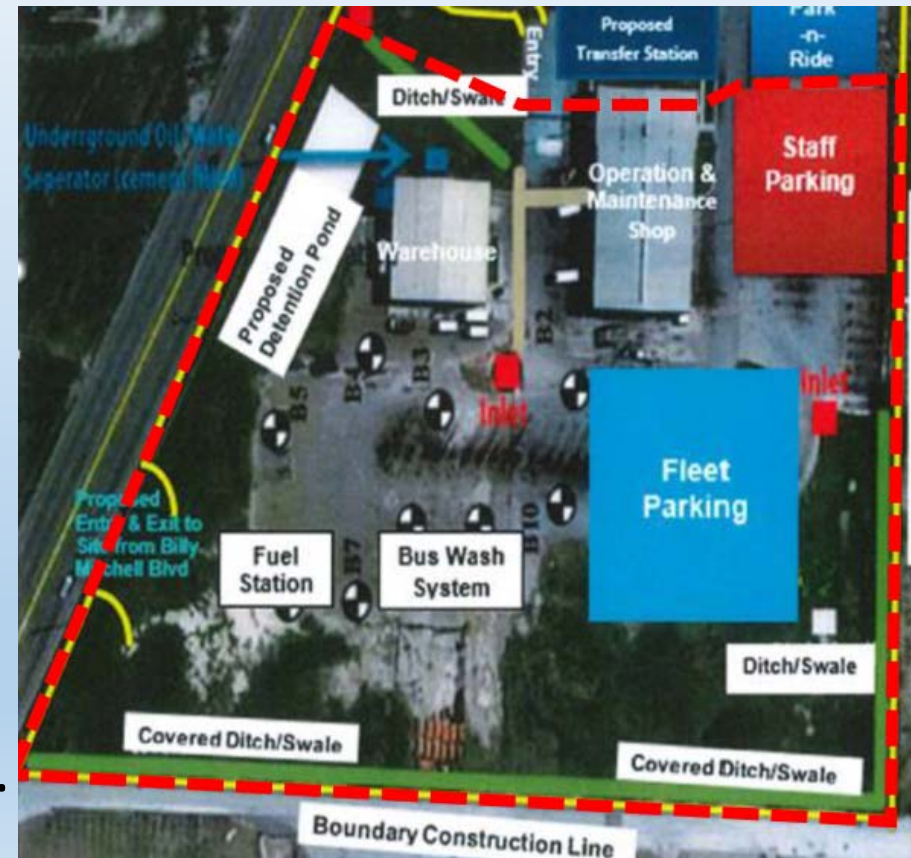 Entry
Proposed
Transfer Station
Park
-n-
Ride
Ditch/Swale
Underrground Oil/Water
Seperator (cement filled)
Staff
Parking
Operation &
Maintenance
Shop
Warehouse
Proposed
Detention Pond
B2
B3
B4
B5
Inlet
Inlet
Fleet
Parking
Proposed
Entry & Exit to
Site from Billy
Mitchell Blvd
B10
B7
Fuel
Station
Bus Wash
System
Ditch/Swale
Covered Ditch/Swale
Covered Ditch/Swale
Boundary Construction Line